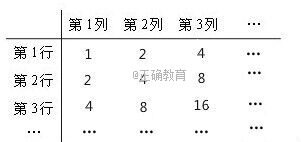 第1列 第2列 第3列 …
第1行 1 2 4 …
第2行 2 4 8 …
第3行 4 8 16 …
… … … … …
@正确教育